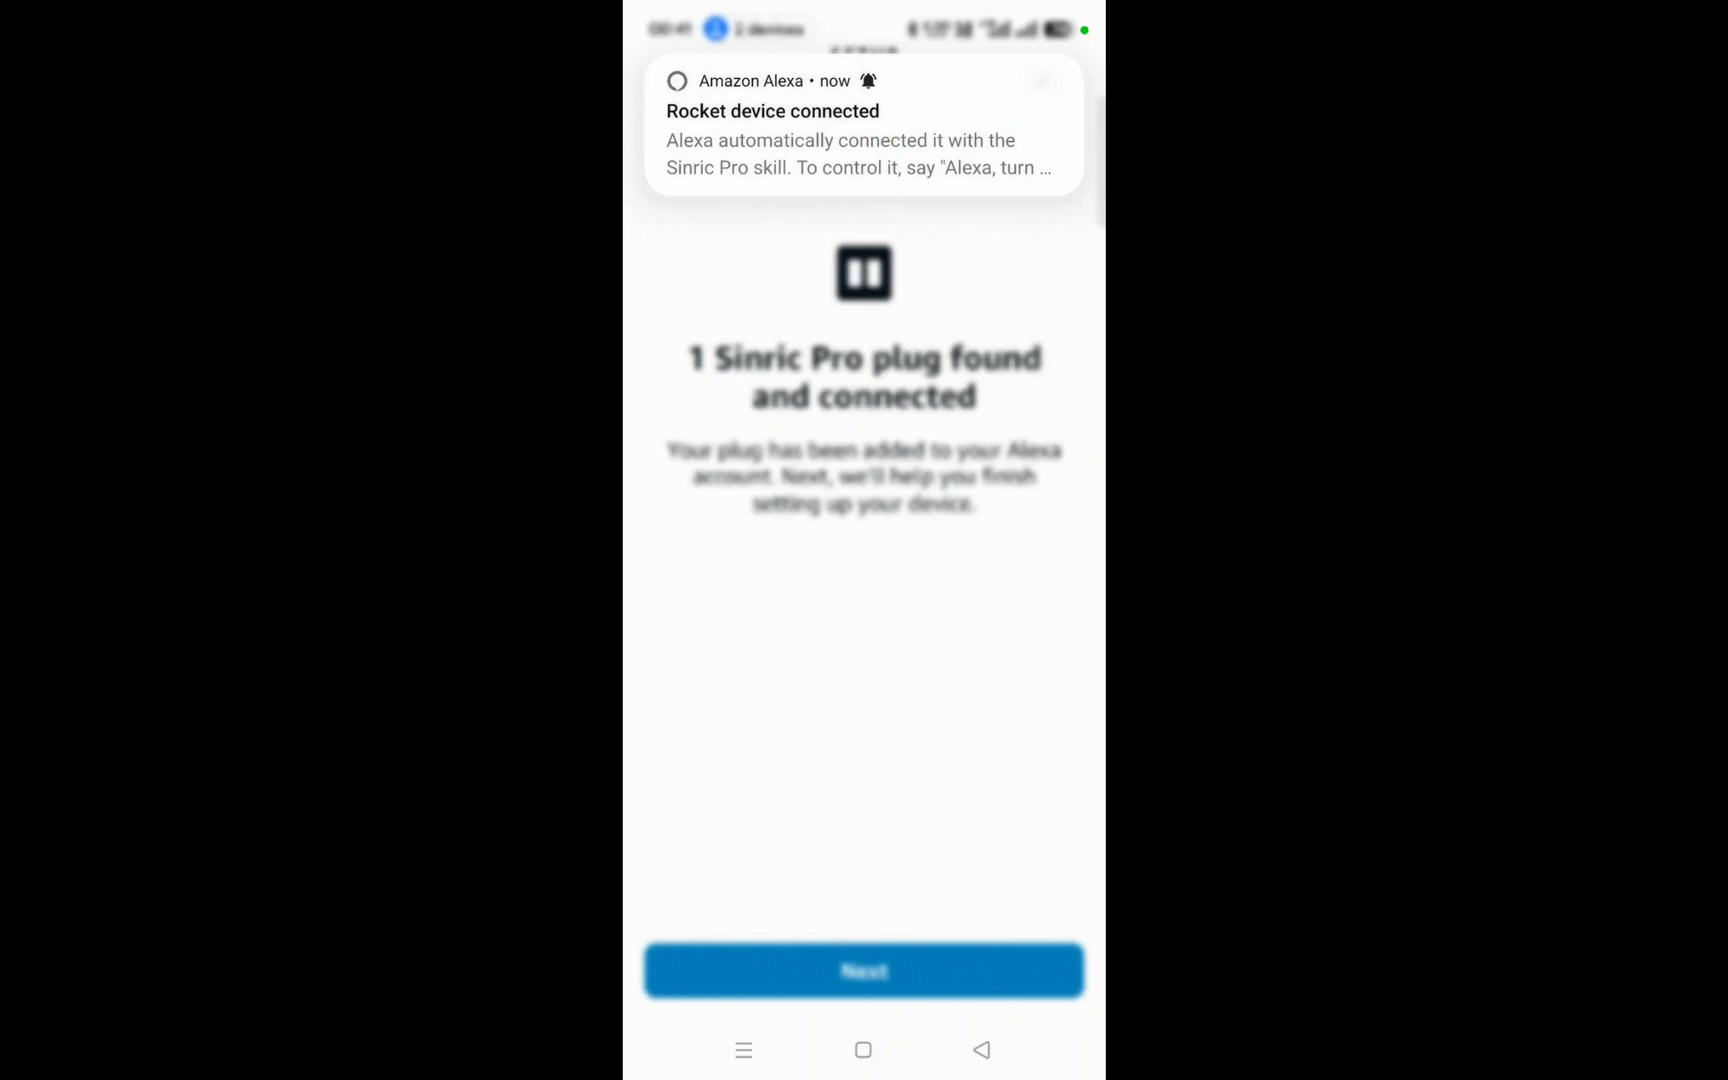 2 devices
Amazon Alexa • now
Rocket device connected
Alexa automatically connected it with the
Sinric Pro skill. To control it, say "Alexa, turn ...
1 Sinric Pro plug found
and connected
Your plug has been added to your Alexa
account. Next, we'll help you finish
setting up your device.
Next